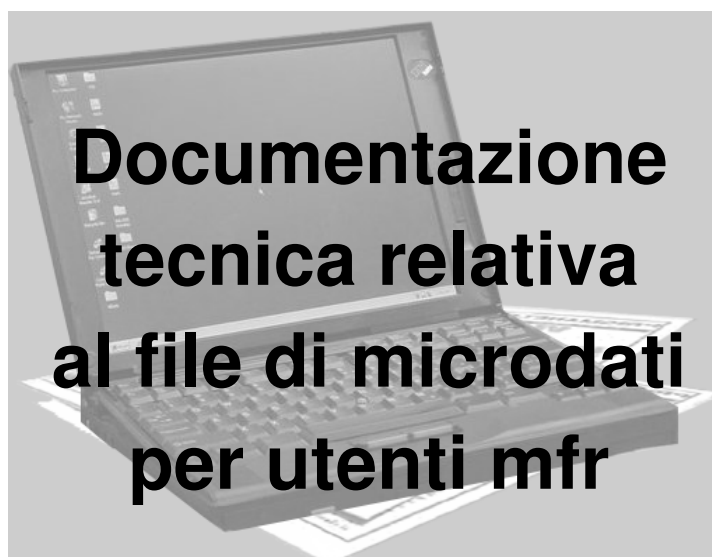 Documentazione
tecnica relativa
al file di microdati
per utenti mfr